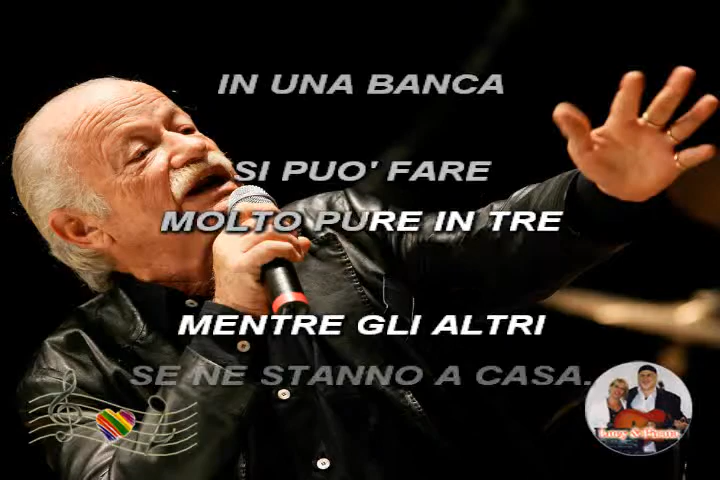 IN UNA BANCA
SI PUO' FARE
MOLTO PURE IN TRE
MENTRE GLI ALTRI
SE NE STANNO A CASA.